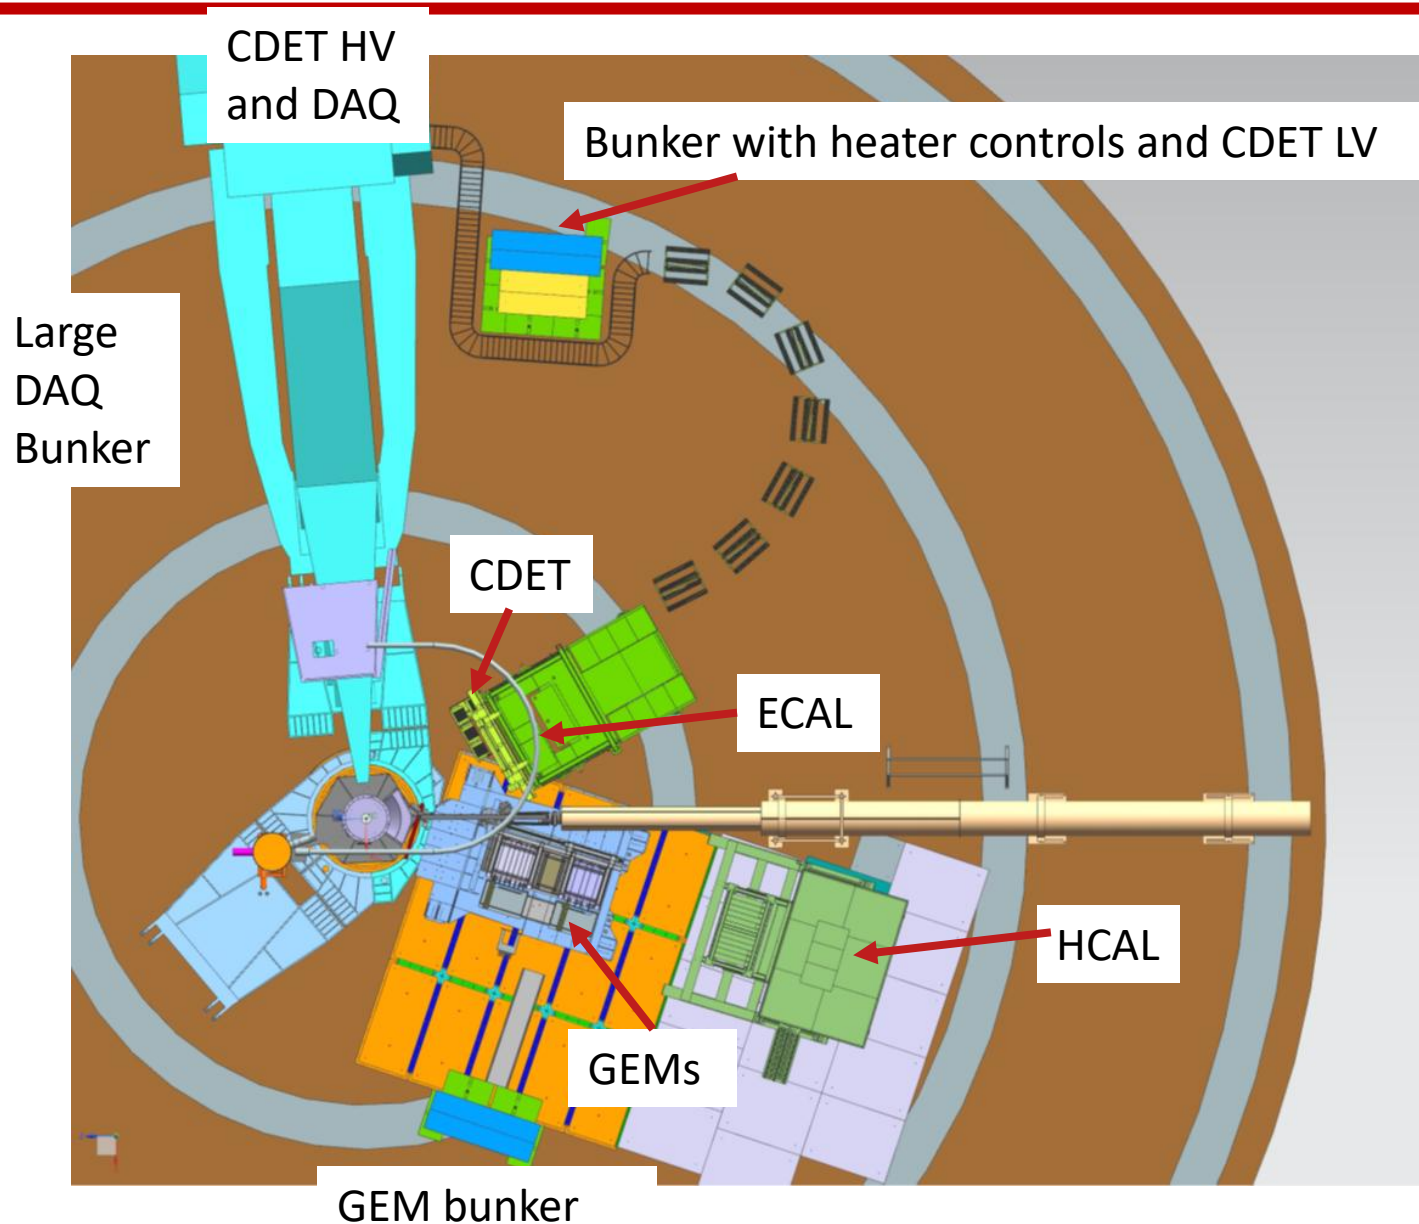 CDET HV
and DAQ
Bunker with heater controls and CDET LV
Large
DAQ
Bunker
CDET
ECAL
HCAL
GEMs
GEM bunker